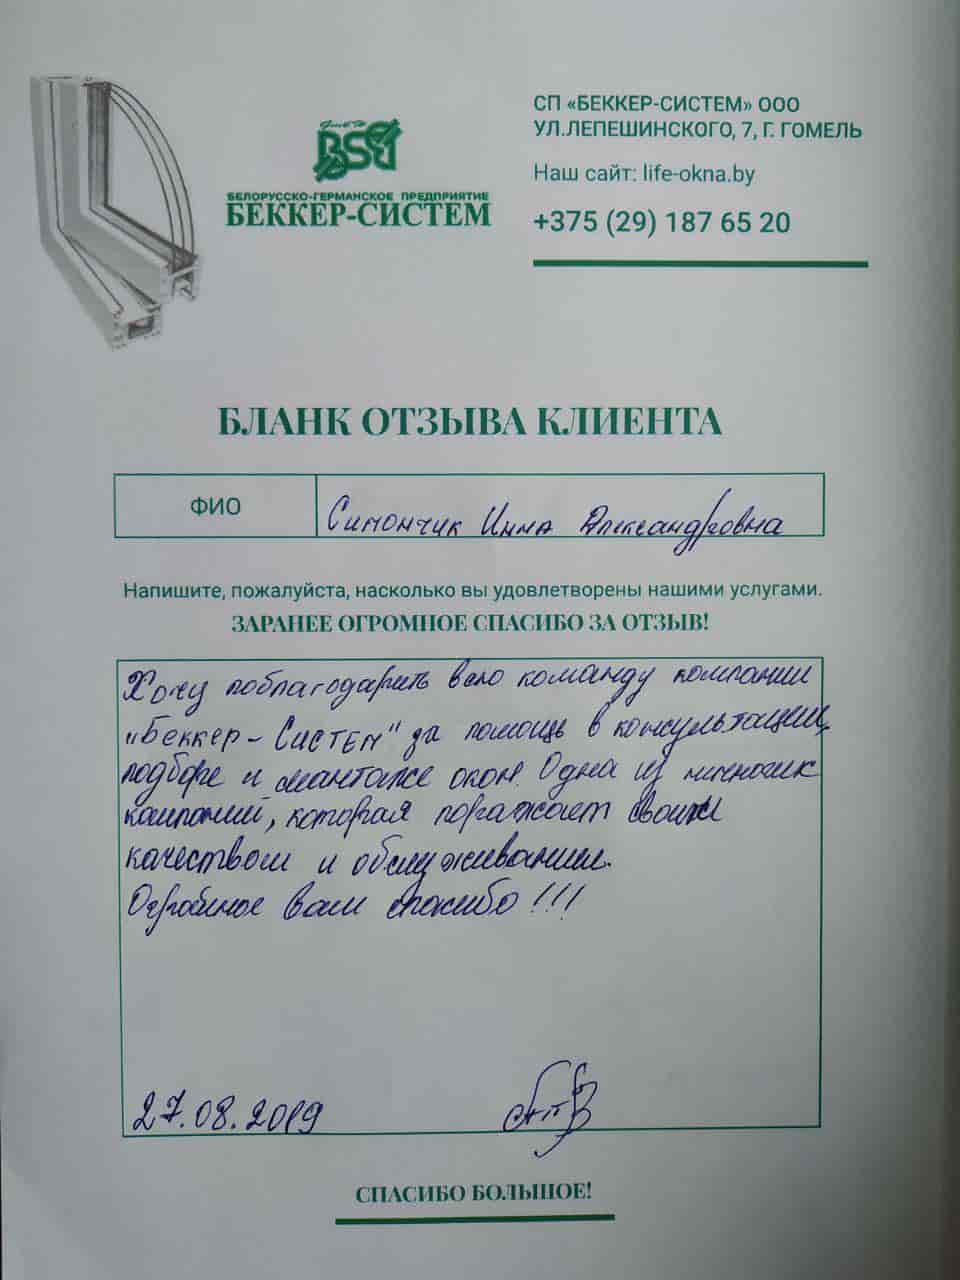 СП «БЕККЕР-СИСТЕМ» ООО
УЛ.ЛЕПЕШИНСКОГО, 7, Г. ГОМЕЛЬ
Наш сайт: life-okna.by
+375 (29) 187 65 20
BSB
БЕЛОРУССКО-ГЕРМАНСКОЕ ПРЕДПРИЯТИЕ
БЕККЕР-СИСТЕМ
БЛАНК ОТЗЫВА КЛИЕНТА
ФИО Симончик Инна Александровна
Напишите, пожалуйста, насколько вы удовлетворены нашими услугами.
ЗАРАНЕЕ ОГРОМНОЕ СПАСИБО ЗА ОТЗЫВ!
Хочу поблагодарить всю команду компании
"Беккер-Систем" за помощь в консультации,
подборе и монтаже окон. Одна из немногих
компаний, которая поражает своим
качеством и обслуживанием.
Огромное Вам спасибо!!!
27.08.2019
СПАСИБО БОЛЬШОЕ!